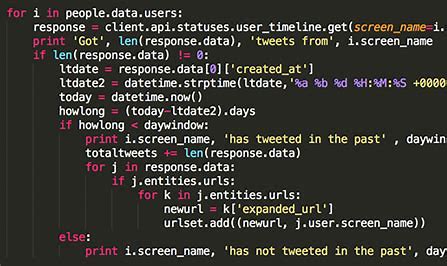 for i in people.data.users:
    response = client.api.statuses.user_timeline.get(screen_name=i.
    print 'Got', len(response.data), 'tweets from', i.screen_name
    if len(response.data) != 0:
        ltdate = response.data[0]['created_at']
        ltdate2 = datetime.strptime(ltdate,'%a %b %d %H:%M:%S +0000
        today = datetime.now()
        howlong = (today-ltdate2).days
        if howlong < daywindow:
            print i.screen_name, 'has tweeted in the past' , daywin
            totaltweets += len(response.data)
            for j in response.data:
                if j.entities.urls:
                    for k in j.entities.urls:
                        newurl = k['expanded_url']
                        urlset.add((newurl, j.user.screen_name))
        else:
            print i.screen_name, 'has not tweeted in the past', day